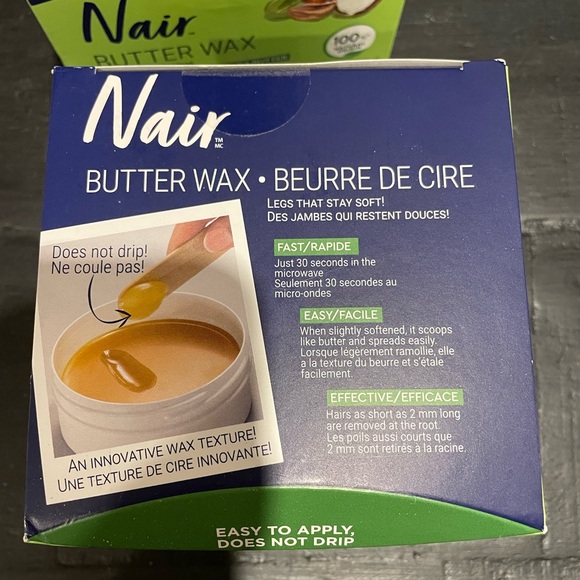 Nair
BUTTER WAX
100%
Nair™ MC
BUTTER WAX • BEURRE DE CIRE
LEGS THAT STAY SOFT!
DES JAMBES QUI RESTENT DOUCES!
Does not drip!
Ne coule pas!
FAST/RAPIDE
Just 30 seconds in the
microwave
Seulement 30 secondes au
micro-ondes
EASY/FACILE
When slightly softened, it scoops
like butter and spreads easily.
Lorsque légèrement ramollie, elle
a la texture du beurre et s'étale
facilement.
EFFECTIVE/EFFICACE
Hairs as short as 2 mm long
are removed at the root.
Les poils aussi courts que
2 mm sont retirés à la racine.
AN INNOVATIVE WAX TEXTURE!
UNE TEXTURE DE CIRE INNOVANTE!
EASY TO APPLY,
DOES NOT DRIP